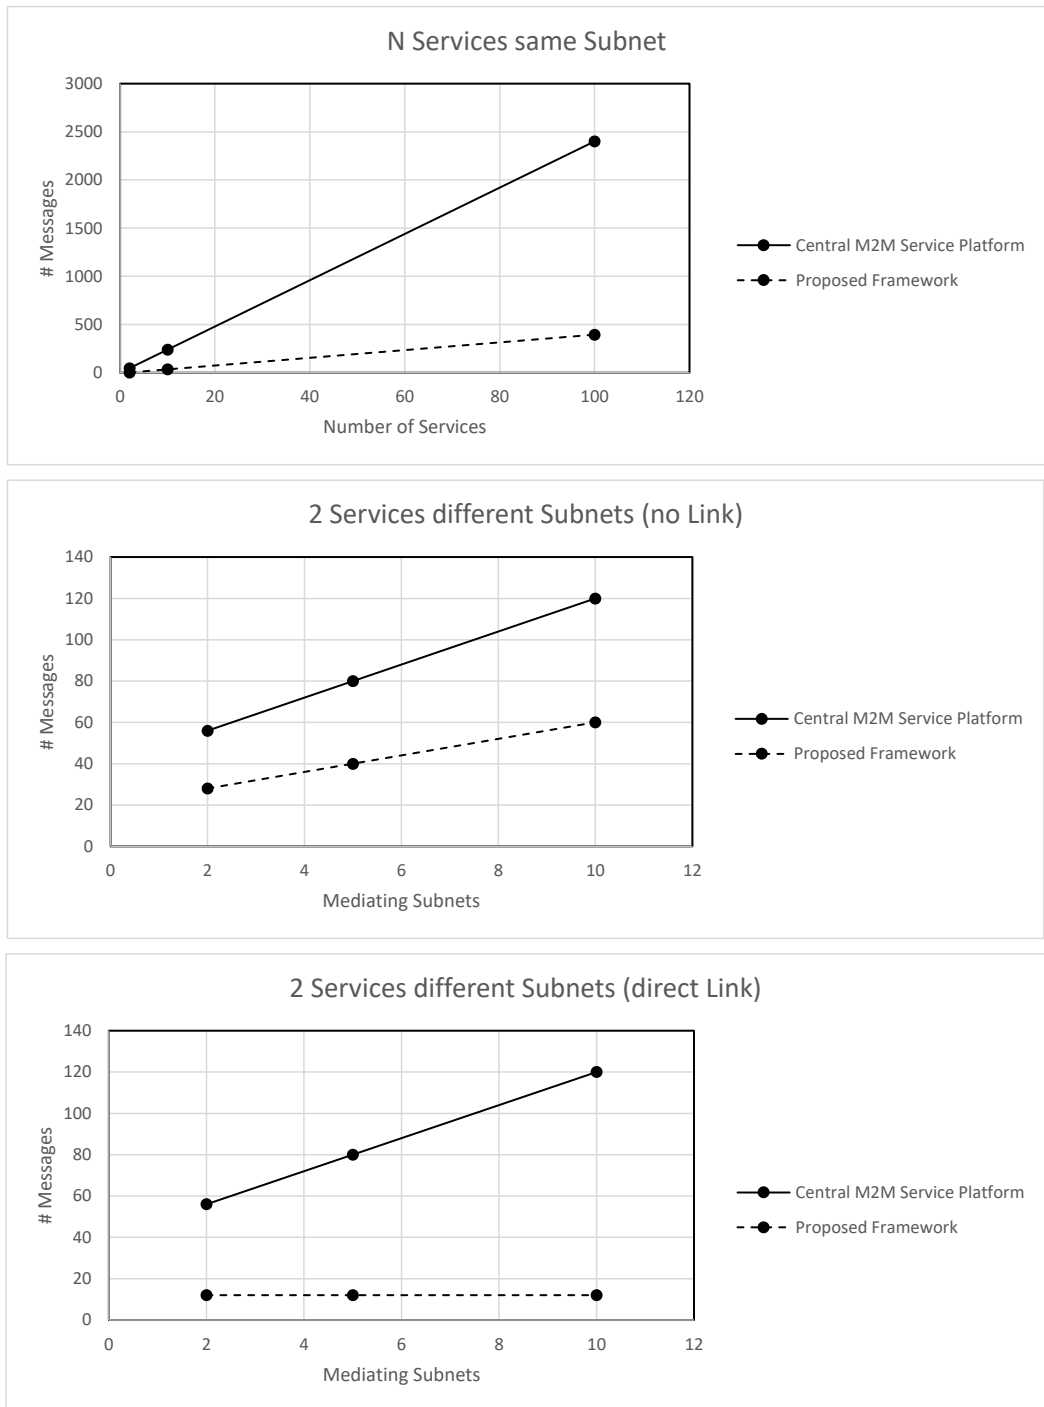 N Services same Subnet
3000
2500
2000
1500
1000
500
0
# Messages
0 20 40 60 80 100 120
Number of Services
Central M2M Service Platform
Proposed Framework
2 Services different Subnets (no Link)
140
120
100
80
60
40
20
0
# Messages
0 2 4 6 8 10 12
Mediating Subnets
Central M2M Service Platform
Proposed Framework
2 Services different Subnets (direct Link)
140
120
100
80
60
40
20
0
# Messages
0 2 4 6 8 10 12
Mediating Subnets
Central M2M Service Platform
Proposed Framework